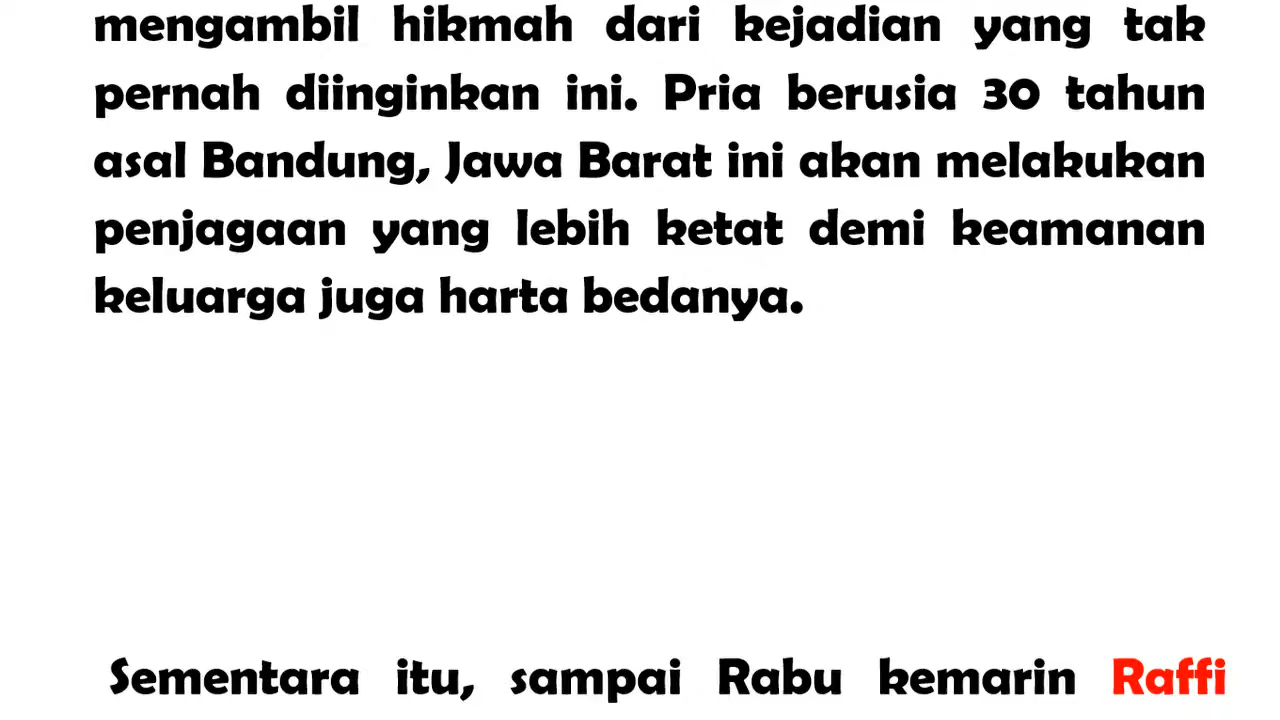 mengambil hikmah dari kejadian yang tak
pernah diinginkan ini. Pria berusia 30 tahun
asal Bandung, Jawa Barat ini akan melakukan
penjagaan yang lebih ketat demi keamanan
keluarga juga harta bedanya.
Sementara itu, sampai Rabu kemarin Raffi